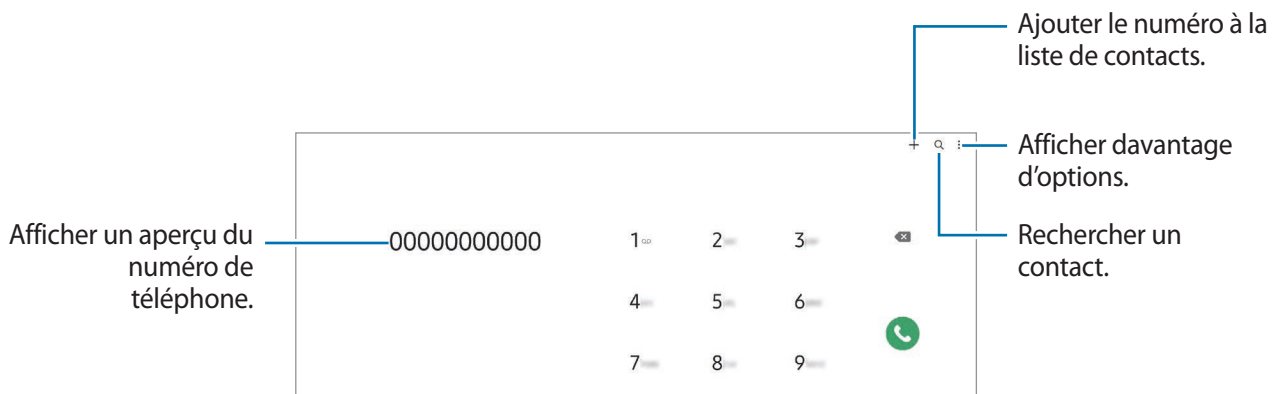 Ajouter le numéro à la
liste de contacts.
Afficher davantage
d'options.
Afficher un aperçu du
numéro de
téléphone.
00000000000
1 2 3
Rechercher un
contact.
4 5 6
7 8 9